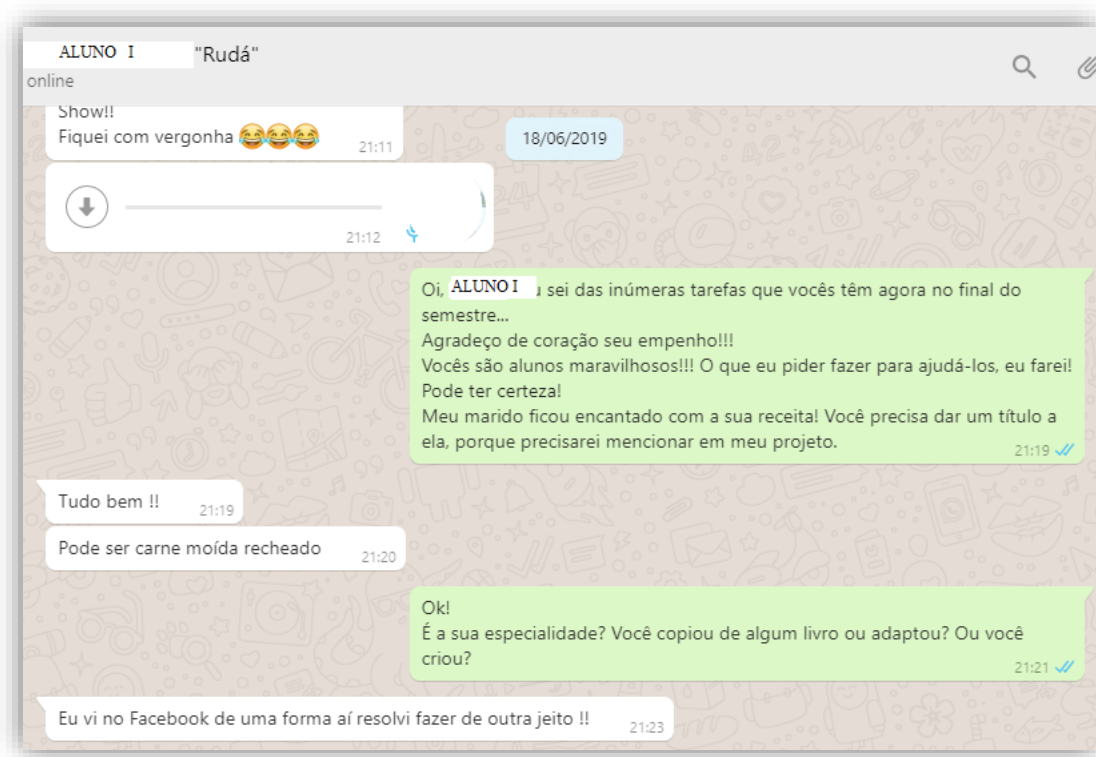 ALUNO I "Rudá"
online
Show!!
Fiquei com vergonha 😂😂😂 21:11
18/06/2019
21:12
Oi, ALUNO I sei das inúmeras tarefas que vocês têm agora no final do
semestre...
Agradeço de coração seu empenho!!!
Vocês são alunos maravilhosos!!! O que eu pider fazer para ajudá-los, eu farei!
Pode ter certeza!
Meu marido ficou encantado com a sua receita! Você precisa dar um título a
ela, porque precisarei mencionar em meu projeto.
21:19
Tudo bem !! 21:19
Pode ser carne moída recheado 21:20
Ok!
É a sua especialidade? Você copiou de algum livro ou adaptou? Ou você
criou?
21:21
Eu vi no Facebook de uma forma aí resolvi fazer de outra jeito !! 21:23